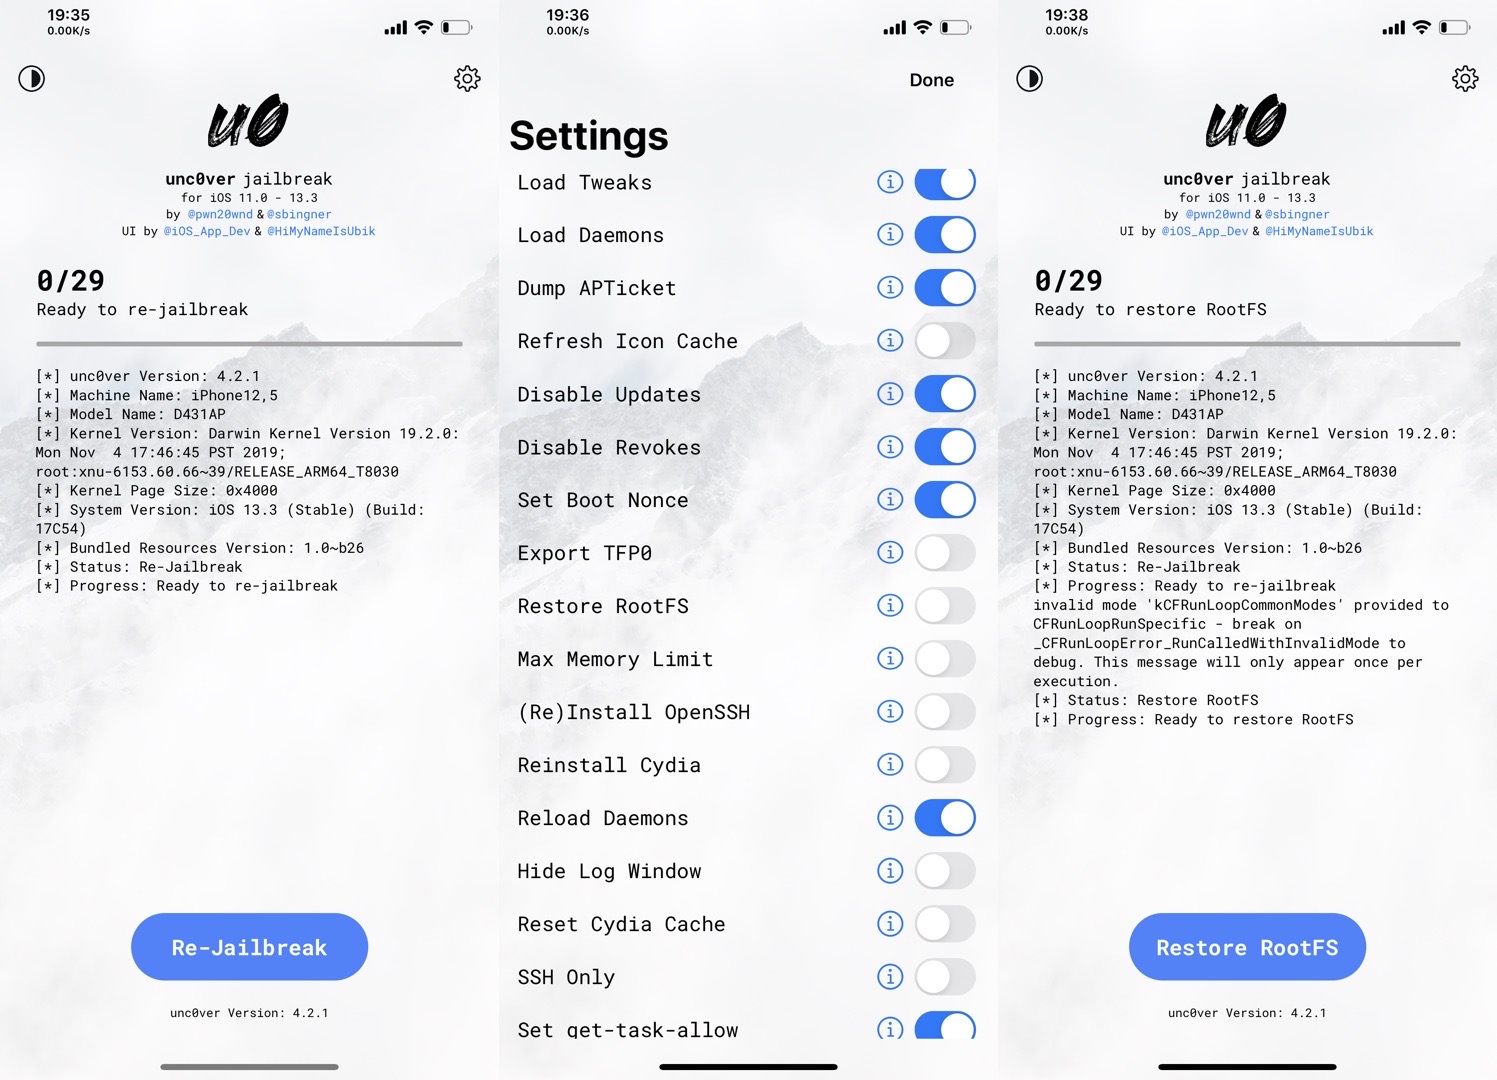 19:35
0.00K/s
u0
unc0ver jailbreak
for iOS 11.0 - 13.3
by @pwn20wnd & @sbingner
UI by @iOS_App_Dev & @HiMyNameIsUbik
0/29
Ready to re-jailbreak
[*] unc0ver Version: 4.2.1
[*] Machine Name: iPhone12,5
[*] Model Name: D431AP
[*] Kernel Version: Darwin Kernel Version 19.2.0:
Mon Nov  4 17:46:45 PST 2019;
root:xnu-6153.60.66~39/RELEASE_ARM64_T8030
[*] Kernel Page Size: 0x4000
[*] System Version: iOS 13.3 (Stable) (Build:
17C54)
[*] Bundled Resources Version: 1.0~b26
[*] Status: Re-Jailbreak
[*] Progress: Ready to re-jailbreak
Re-Jailbreak
unc0ver Version: 4.2.1
19:36
0.00K/s
Done
Settings
Load Tweaks
Load Daemons
Dump APTicket
Refresh Icon Cache
Disable Updates
Disable Revokes
Set Boot Nonce
Export TFP0
Restore RootFS
Max Memory Limit
(Re)Install OpenSSH
Reinstall Cydia
Reload Daemons
Hide Log Window
Reset Cydia Cache
SSH Only
Set get-task-allow
19:38
0.00K/s
u0
unc0ver jailbreak
for iOS 11.0 - 13.3
by @pwn20wnd & @sbingner
UI by @iOS_App_Dev & @HiMyNameIsUbik
0/29
Ready to restore RootFS
[*] unc0ver Version: 4.2.1
[*] Machine Name: iPhone12,5
[*] Model Name: D431AP
[*] Kernel Version: Darwin Kernel Version 19.2.0:
Mon Nov  4 17:46:45 PST 2019;
root:xnu-6153.60.66~39/RELEASE_ARM64_T8030
[*] Kernel Page Size: 0x4000
[*] System Version: iOS 13.3 (Stable) (Build:
17C54)
[*] Bundled Resources Version: 1.0~b26
[*] Status: Re-Jailbreak
[*] Progress: Ready to re-jailbreak
invalid mode 'kCFRunLoopCommonModes' provided to
CFRunLoopRunSpecific - break on
_CFRunLoopError_RunCalledWithInvalidMode to
debug. This message will only appear once per
execution.
[*] Status: Restore RootFS
[*] Progress: Ready to restore RootFS
Restore RootFS
unc0ver Version: 4.2.1